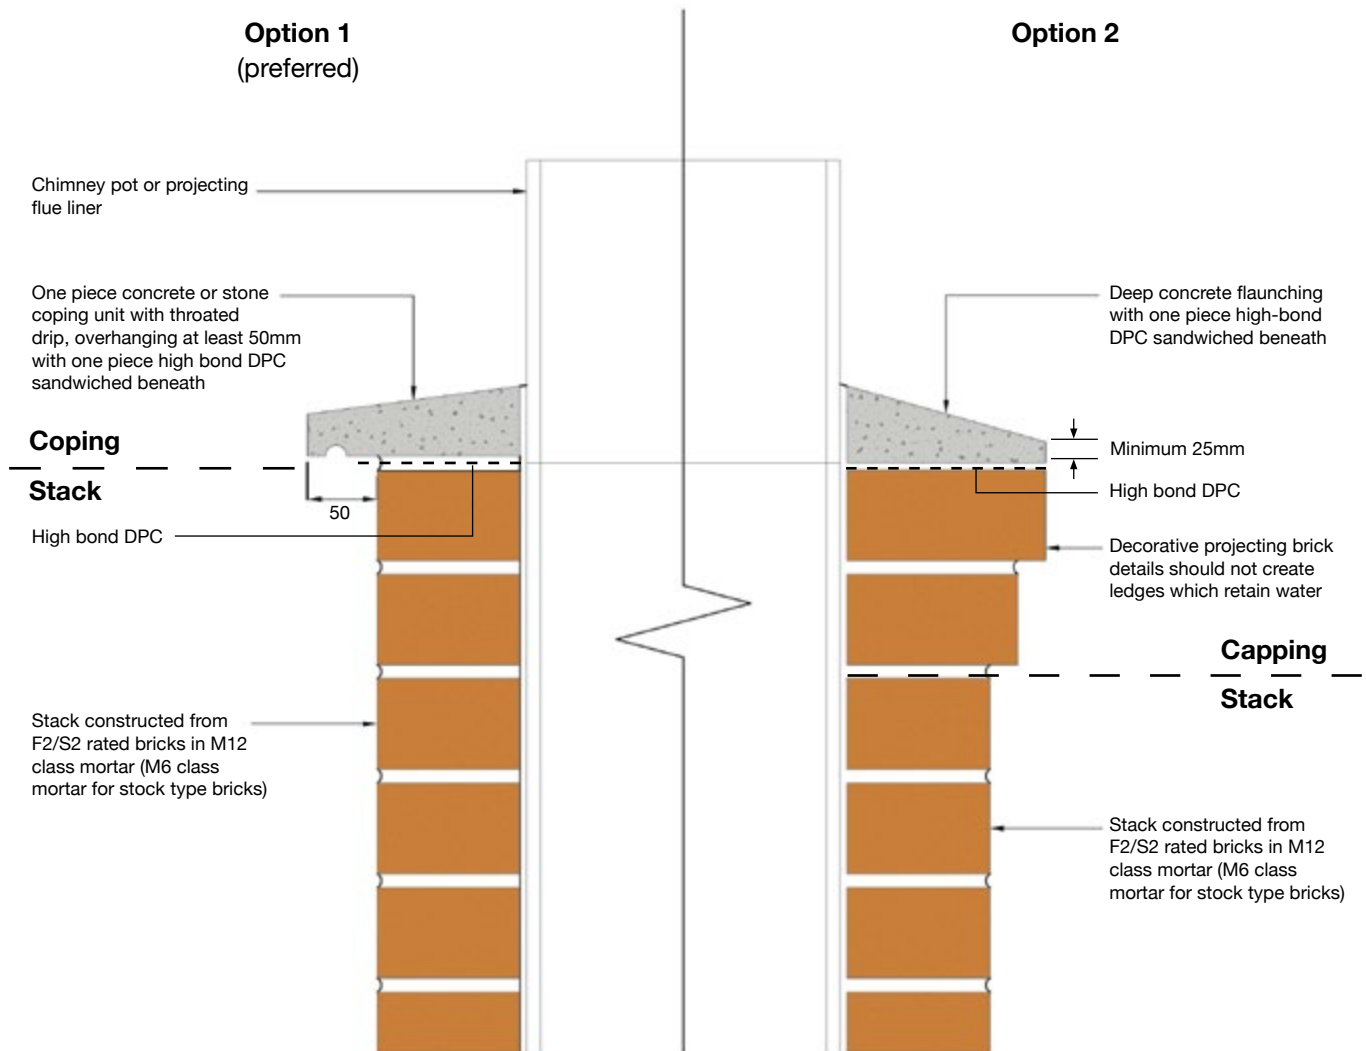 Option 1
(preferred)
Option 2
Chimney pot or projecting
flue liner
One piece concrete or stone
coping unit with throated
drip, overhanging at least 50mm
with one piece high bond DPC
sandwiched beneath
Coping
Stack
50
High bond DPC
Stack constructed from
F2/S2 rated bricks in M12
class mortar (M6 class
mortar for stock type bricks)
Deep concrete flaunching
with one piece high-bond
DPC sandwiched beneath
Minimum 25mm
High bond DPC
Decorative projecting brick
details should not create
ledges which retain water
Capping
Stack
Stack constructed from
F2/S2 rated bricks in M12
class mortar (M6 class
mortar for stock type bricks)